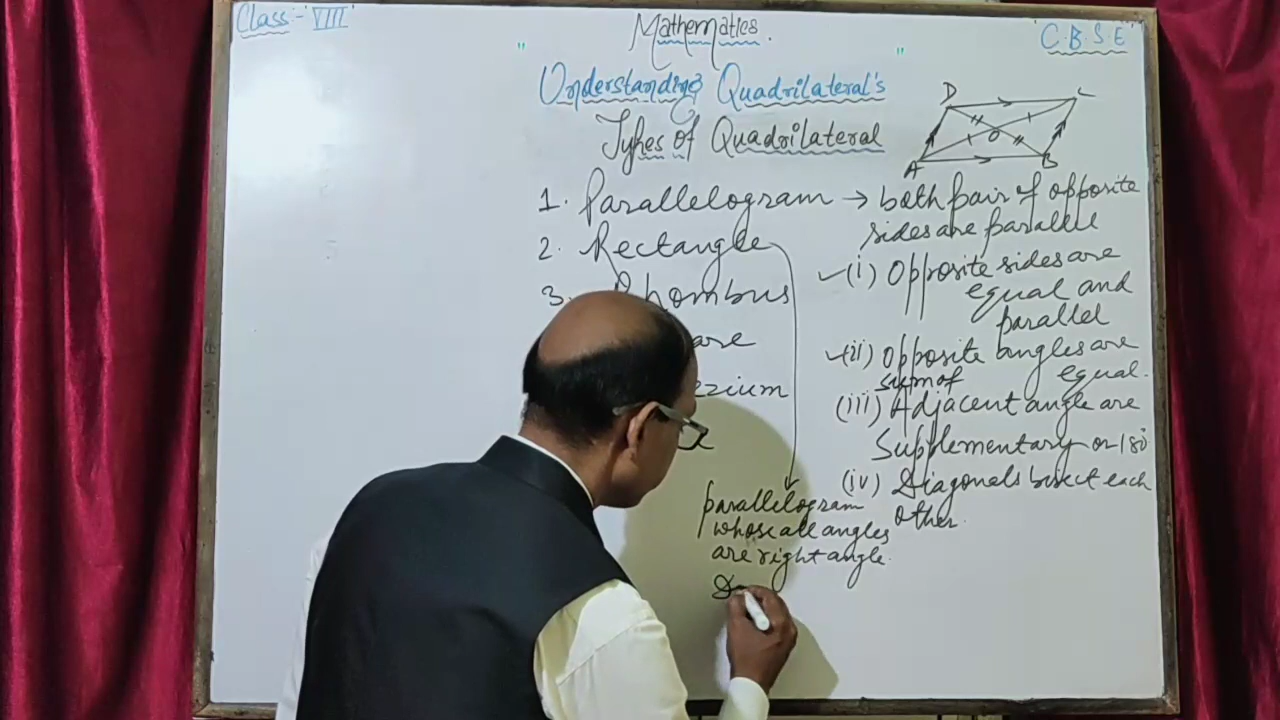 Class:- 'VIII'
Mathematics.
"C.B.S.E"
" "
Understanding Quadrilateral's
Types of Quadrilateral
D C
O
A B
1. Parallelogram → both pair of opposite
sides are parallel
2. Rectangle
3. Rhombus
are
ezium
(i) Opposite sides are
equal and
parallel
(ii) Opposite angles are
equal.
sum of
(iii) Adjacent angle are
Supplementary or 180°
(iv) Diagonals bisect each
other.
parallelogram
whose all angles
are right angle.